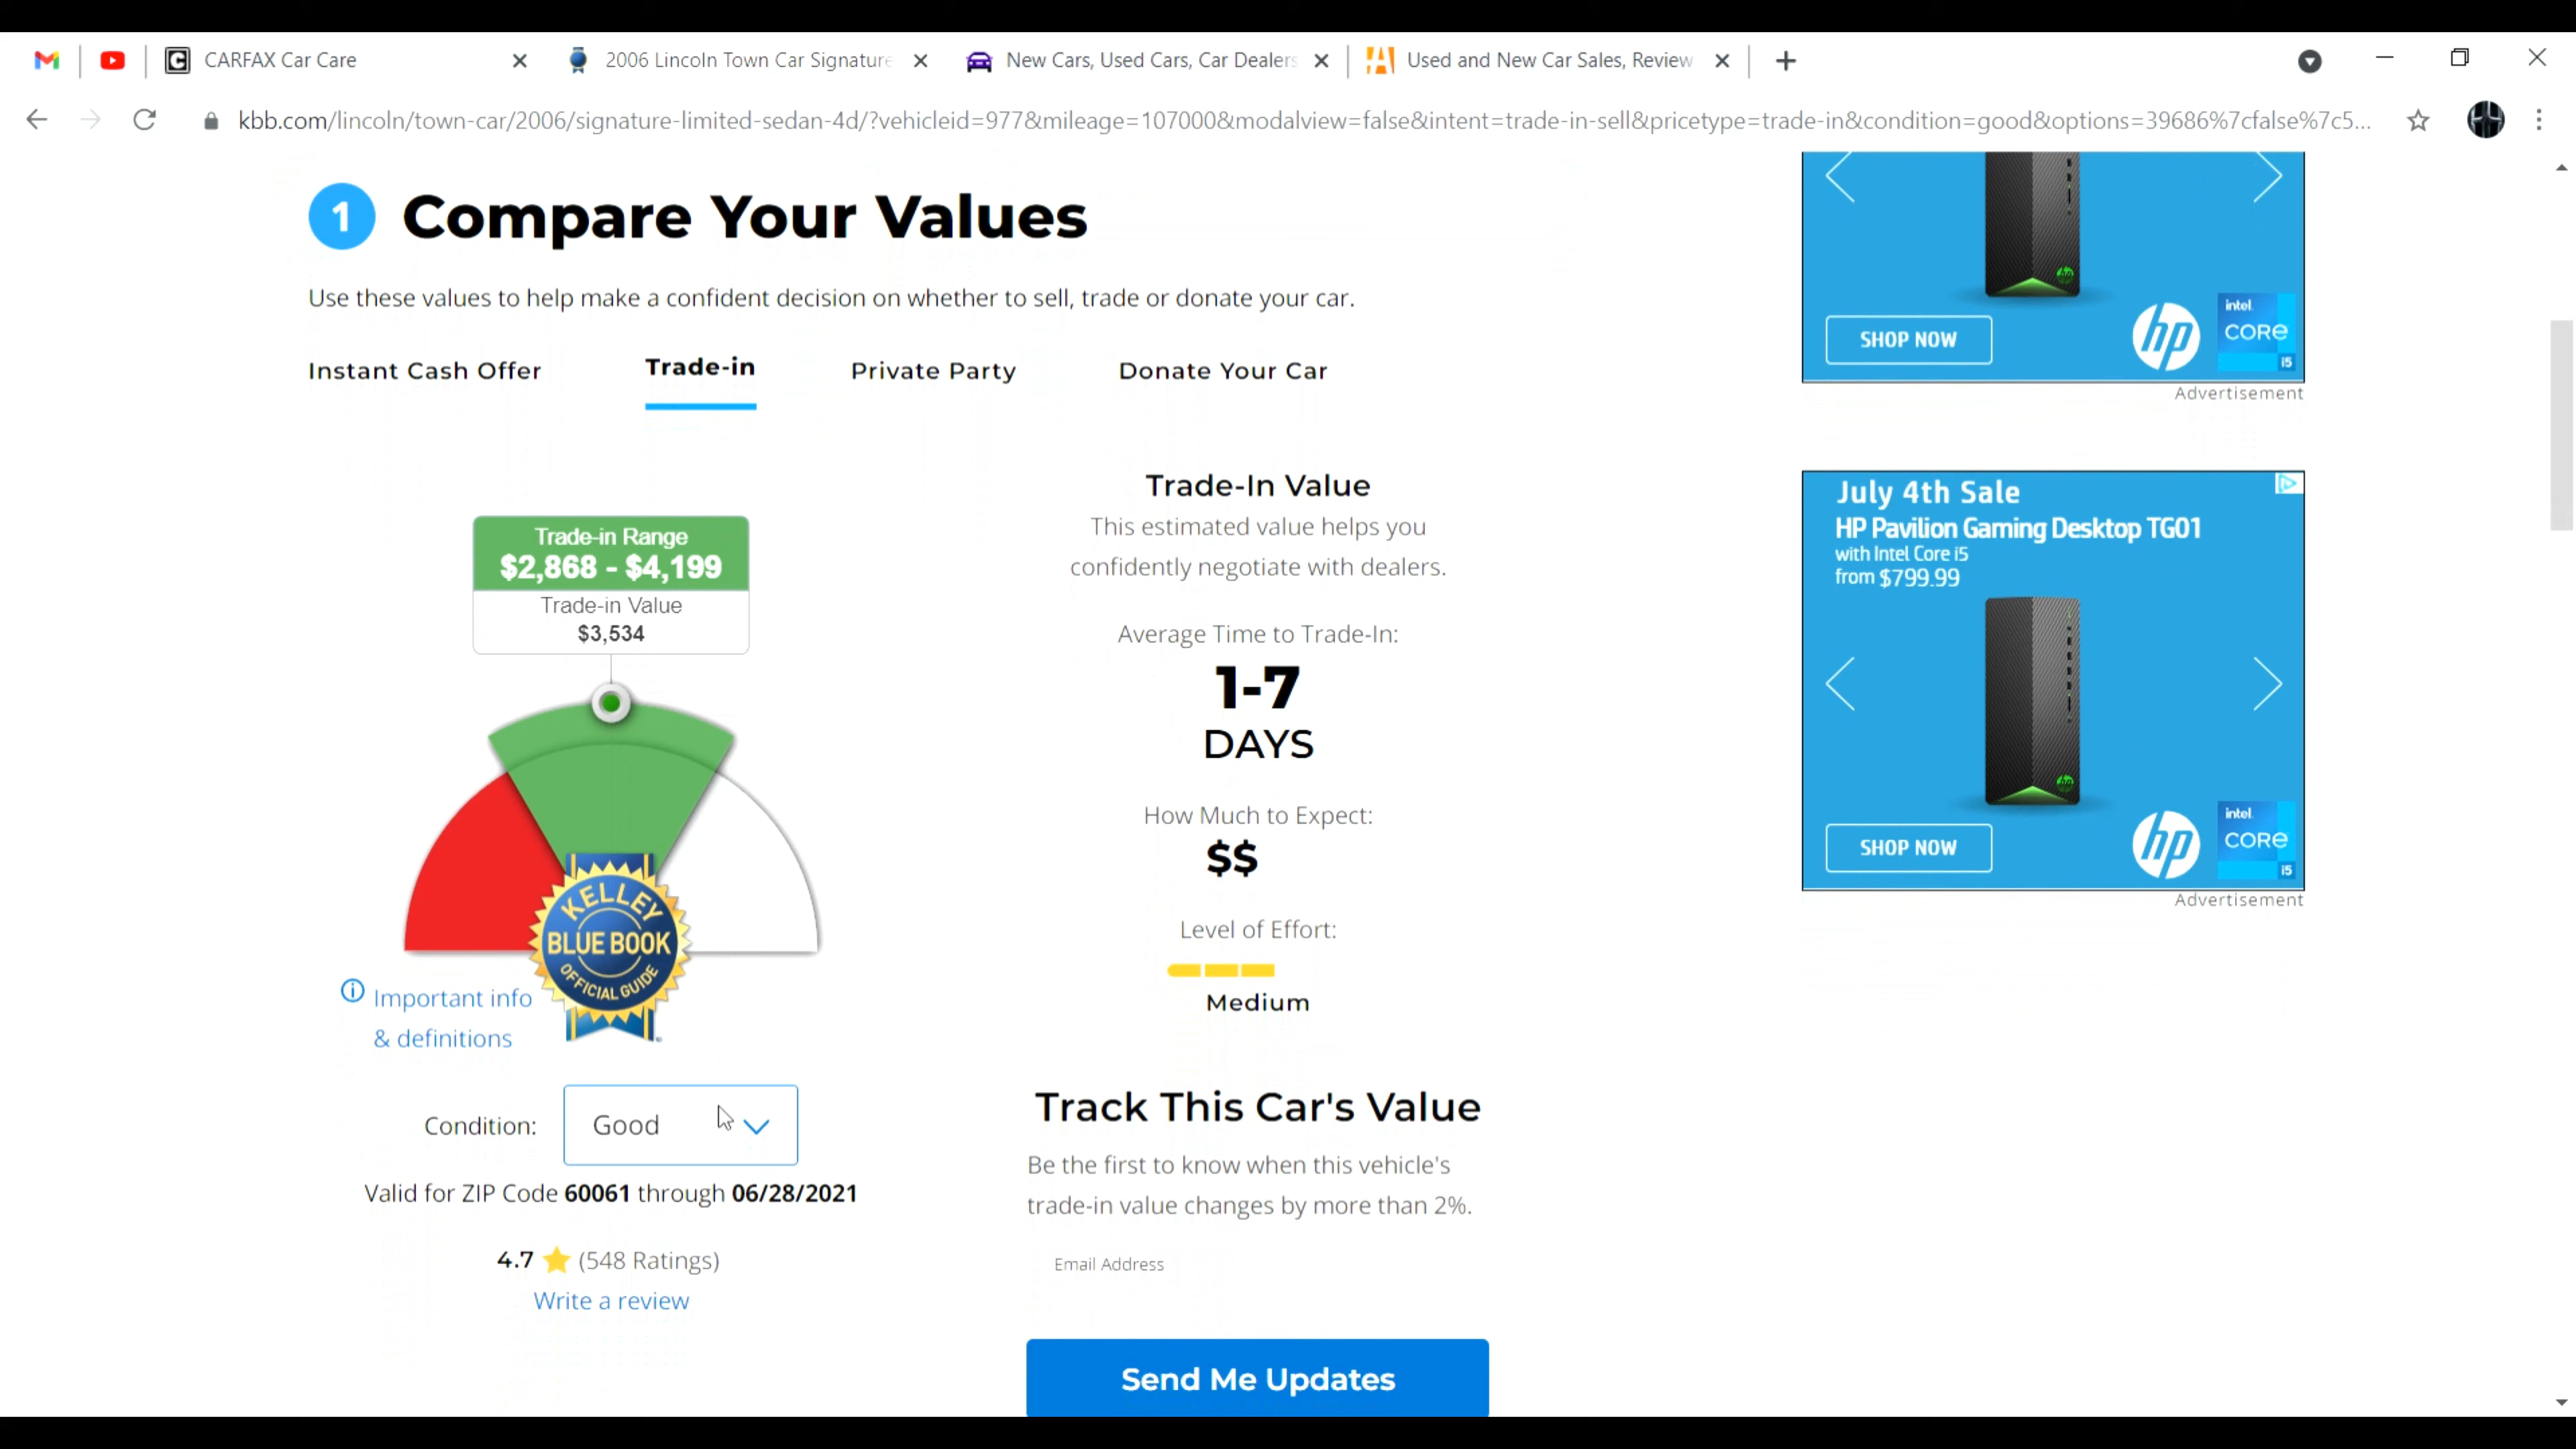 CARFAX Car Care
2006 Lincoln Town Car Signature
New Cars, Used Cars, Car Dealers
Used and New Car Sales, Review
kbb.com/lincoln/town-car/2006/signature-limited-sedan-4d/?vehicleid=977&mileage=107000&modalview=false&intent=trade-in-sell&pricetype=trade-in&condition=good&options=39686%7cfalse%7c5...
1 Compare Your Values
Use these values to help make a confident decision on whether to sell, trade or donate your car.
Instant Cash Offer
Trade-in
Private Party
Donate Your Car
Trade-in Range
$2,868 - $4,199
Trade-in Value
$3,534
KELLEY
BLUE BOOK
OFFICIAL GUIDE
Important info
& definitions
Condition: Good
Valid for ZIP Code 60061 through 06/28/2021
4.7 (548 Ratings)
Write a review
Trade-In Value
This estimated value helps you
confidently negotiate with dealers.
Average Time to Trade-In:
1-7
DAYS
How Much to Expect:
$$
Level of Effort:
Medium
Track This Car's Value
Be the first to know when this vehicle's
trade-in value changes by more than 2%.
Email Address
Send Me Updates
SHOP NOW
hp
intel
CORE
i5
Advertisement
July 4th Sale
HP Pavilion Gaming Desktop TG01
with Intel Core i5
from $799.99
SHOP NOW
hp
intel
CORE
i5
Advertisement